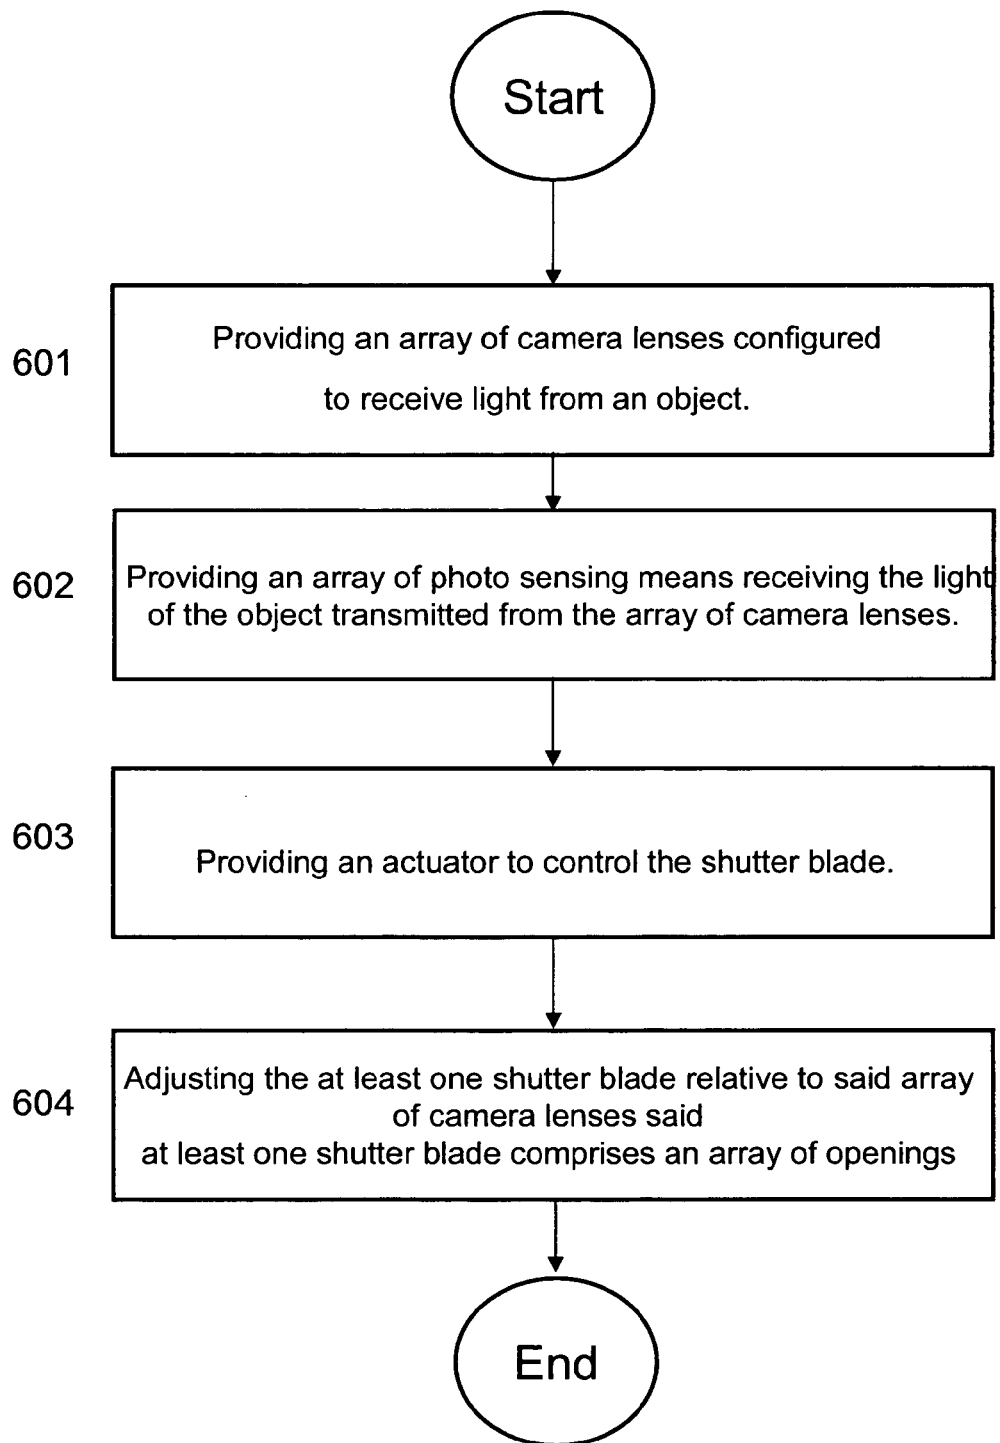 Start
601
Providing an array of camera lenses configured
to receive light from an object.
602
Providing an array of photo sensing means receiving the light
of the object transmitted from the array of camera lenses.
603
Providing an actuator to control the shutter blade.
604
Adjusting the at least one shutter blade relative to said array
of camera lenses said
at least one shutter blade comprises an array of openings
End